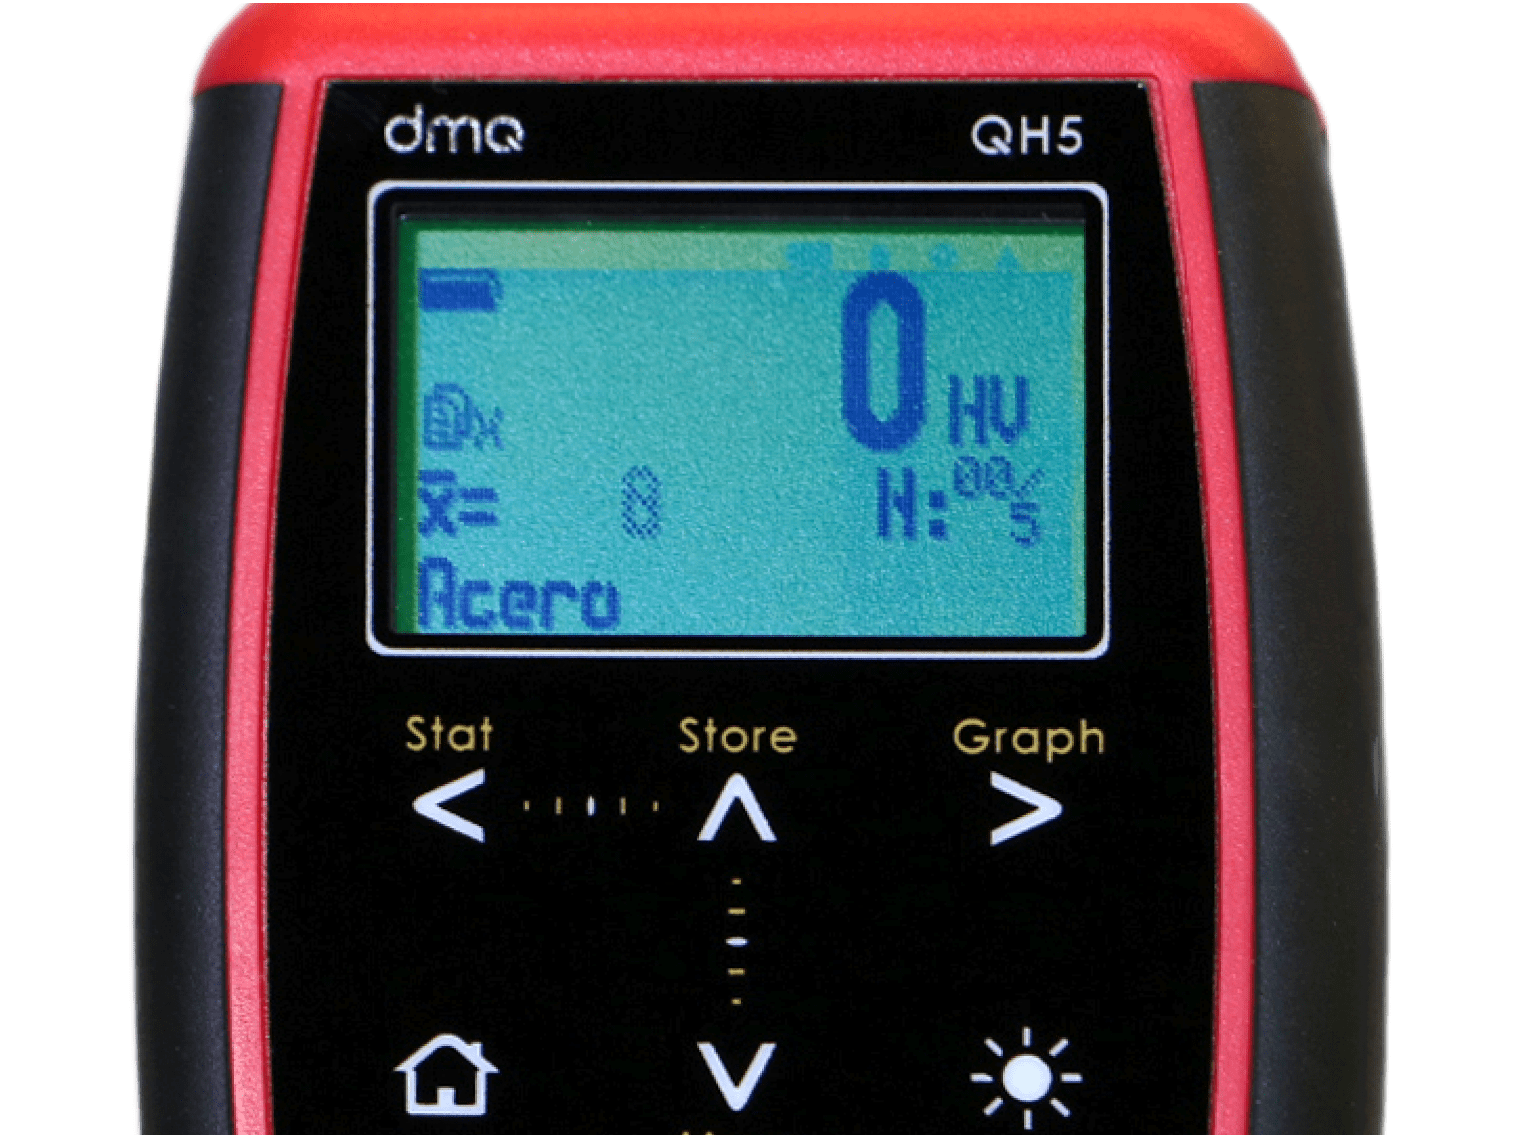 dmq QH5
0 HV
x̄= 0 N: 00/5
Acero
Stat Store Graph